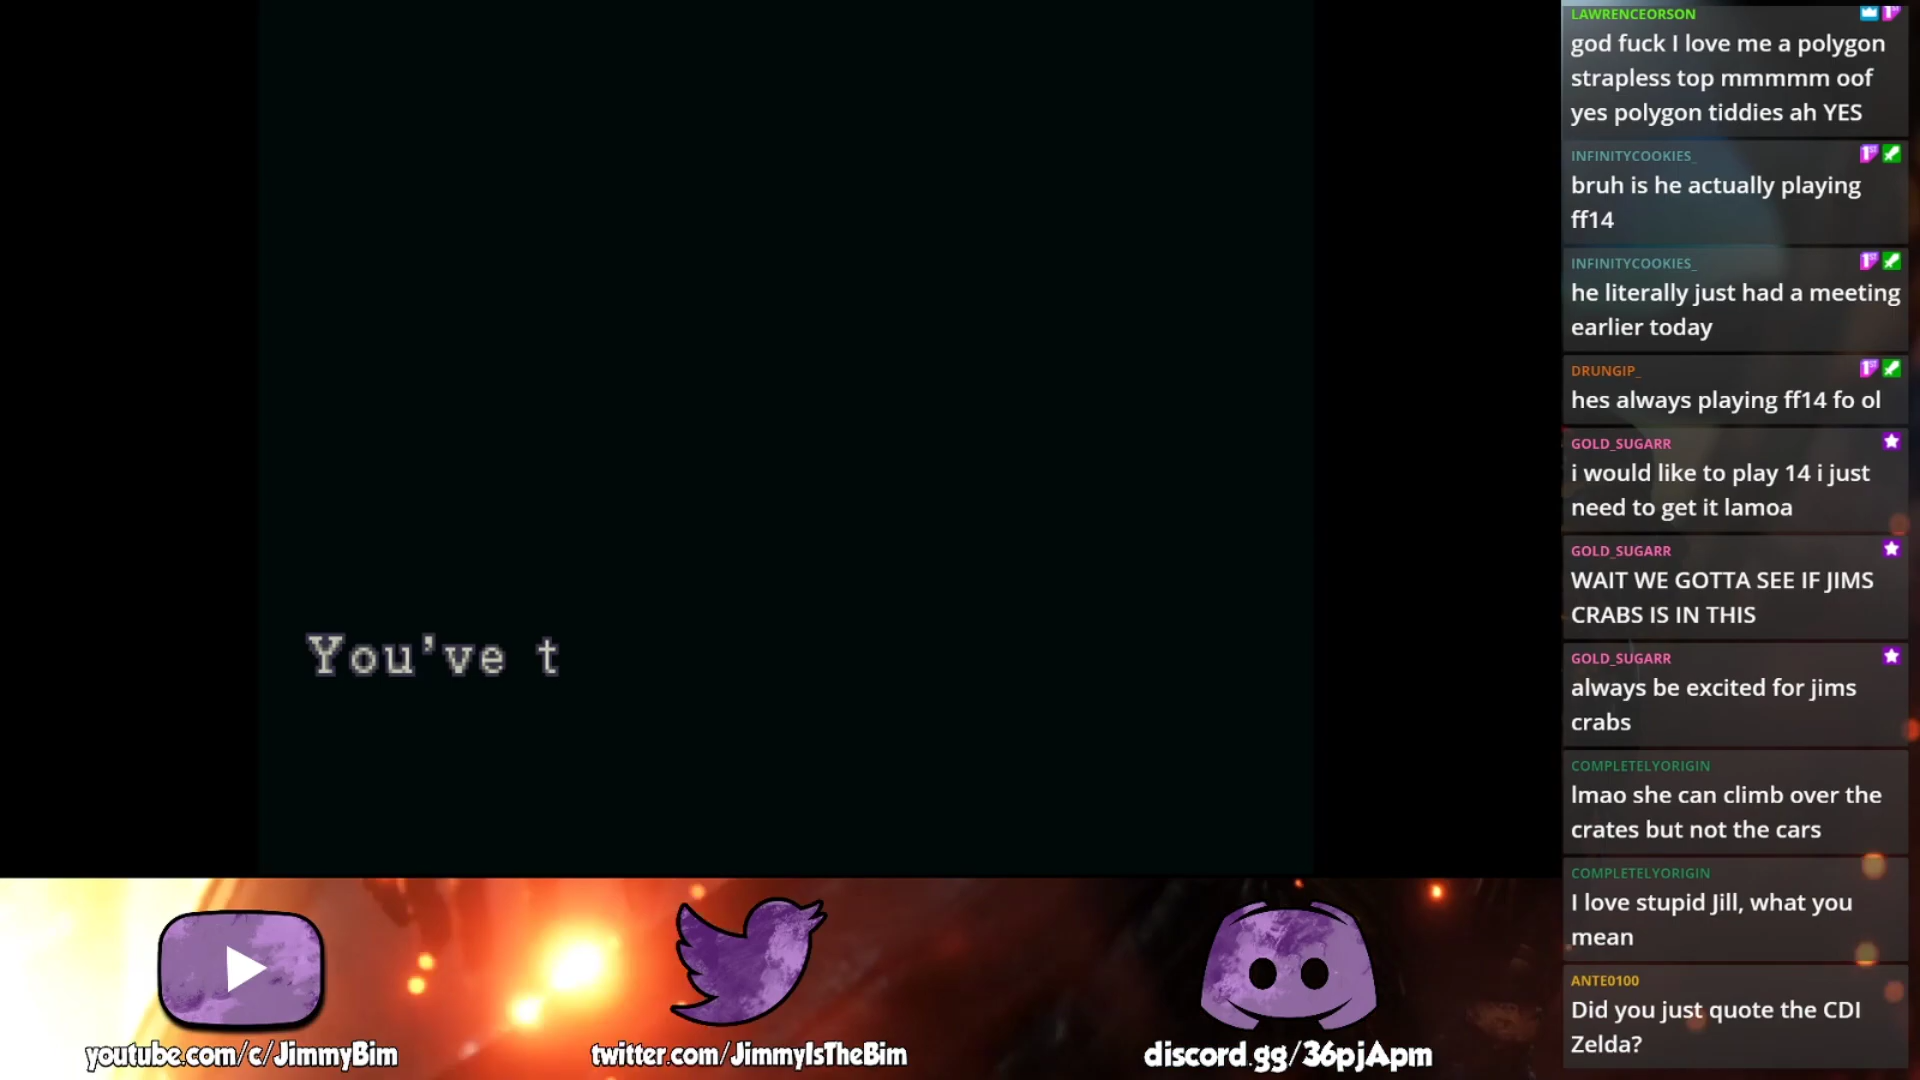 You've t
LAWRENCEORSON
god fuck I love me a polygon
strapless top mmmmm oof
yes polygon tiddies ah YES
INFINITYCOOKIES_
bruh is he actually playing
ff14
INFINITYCOOKIES_
he literally just had a meeting
earlier today
DRUNGIP_
hes always playing ff14 fo ol
GOLD_SUGARR
i would like to play 14 i just
need to get it lamoa
GOLD_SUGARR
WAIT WE GOTTA SEE IF JIMS
CRABS IS IN THIS
GOLD_SUGARR
always be excited for jims
crabs
COMPLETELYORIGIN
lmao she can climb over the
crates but not the cars
COMPLETELYORIGIN
I love stupid Jill, what you
mean
ANTE0100
Did you just quote the CDI
Zelda?
youtube.com/c/JimmyBim
twitter.com/JimmyIsTheBim
discord.gg/36pjApm